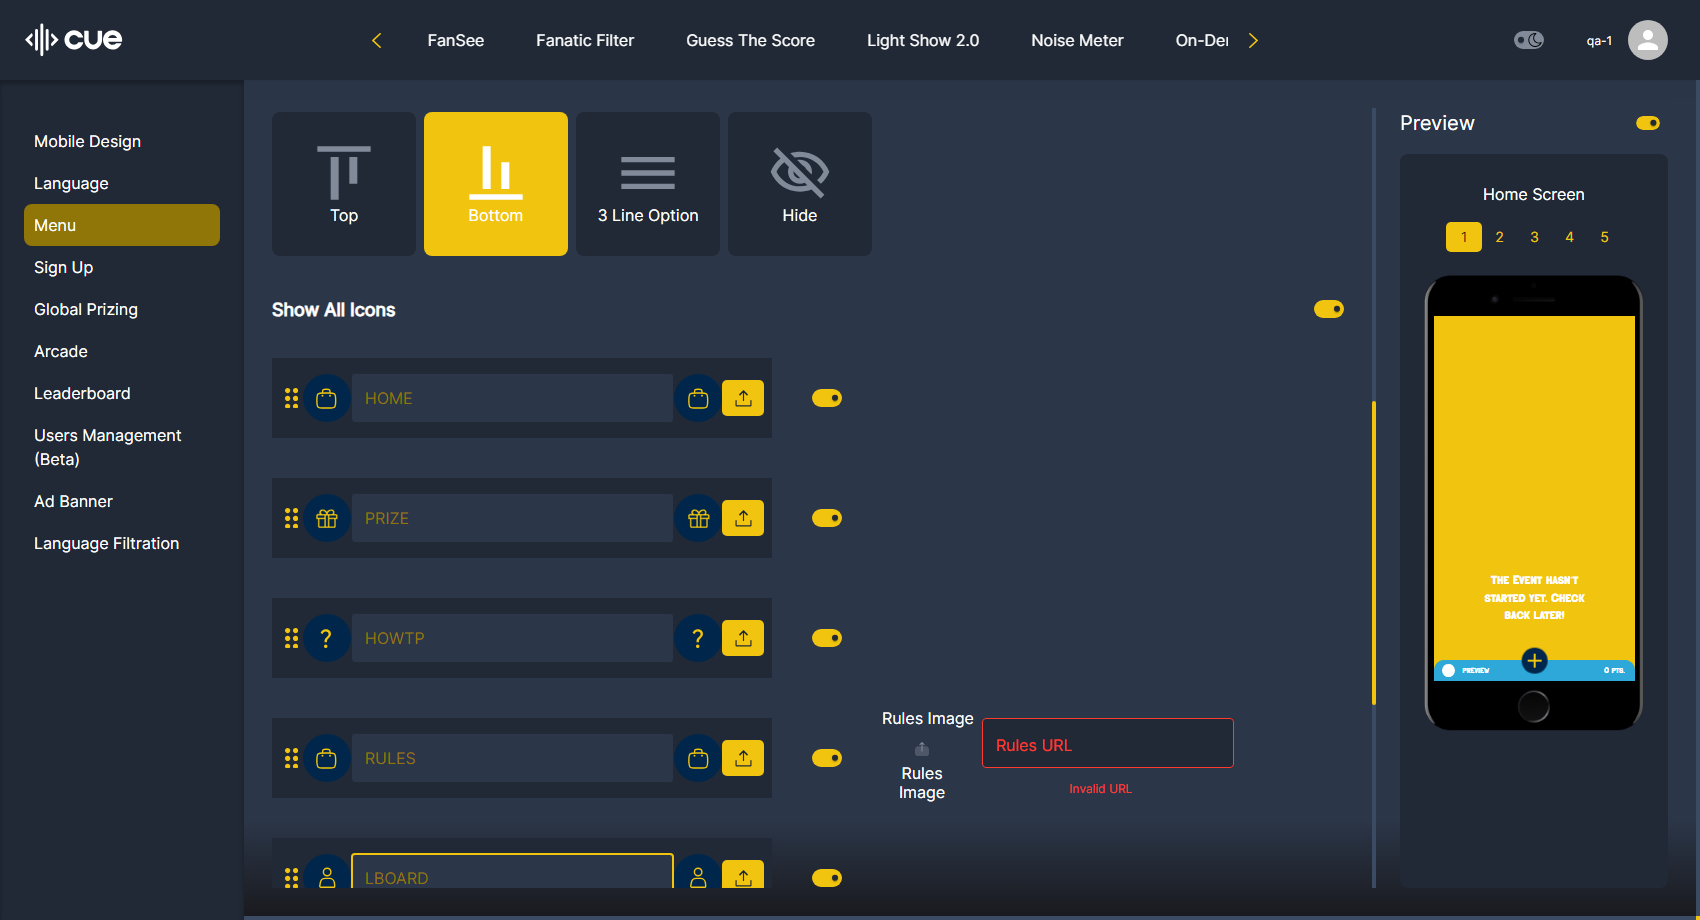 cue
FanSee
Fanatic Filter
Guess The Score
Light Show 2.0
Noise Meter
On-De
qa-1
Mobile Design
Language
Menu
Sign Up
Global Prizing
Arcade
Leaderboard
Users Management
(Beta)
Ad Banner
Language Filtration
Top
Bottom
3 Line Option
Hide
Show All Icons
HOME
PRIZE
? HOWTP ?
RULES
Rules Image
Rules
Image
Rules URL
Invalid URL
LBOARD
Preview
Home Screen
1 2 3 4 5
The Event hasn't
started yet. Check
back later!
PREVIEW
0 PTS.